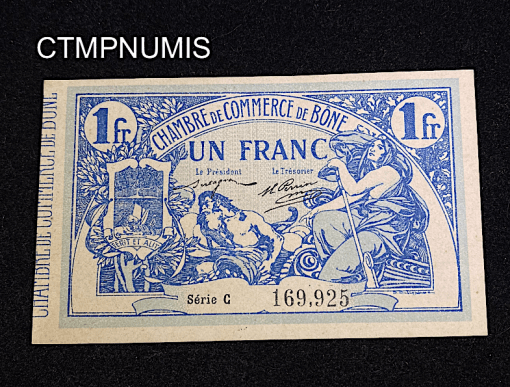 CTMPNUMIS
CHAMBRE DE COMMERCE DE BONE
1fr
CHAMBRE DE COMMERCE DE BONE
1fr
UN FRANC
Le Président
Le Trésorier
Série C
169,925